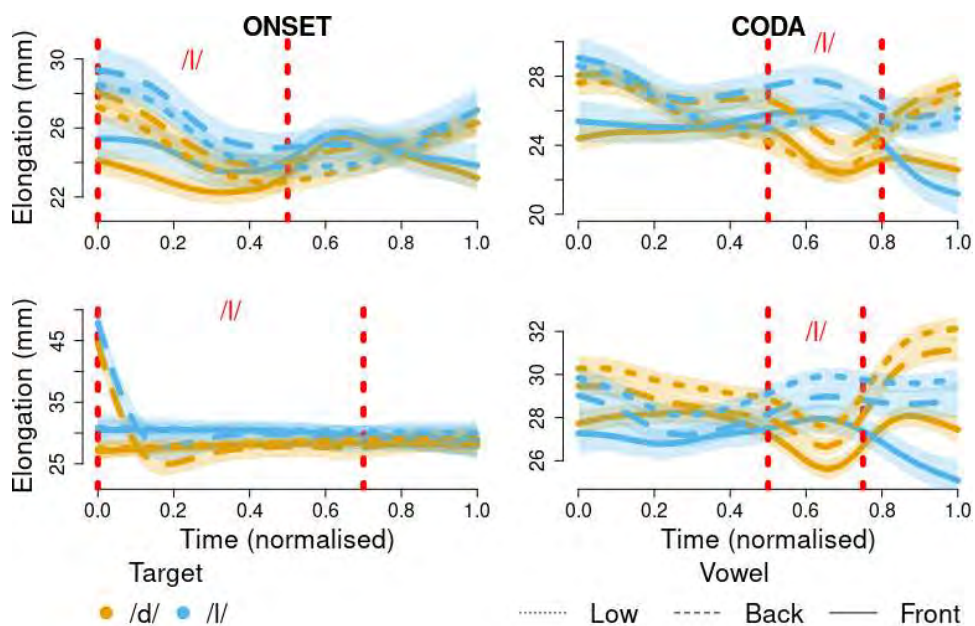 ONSET
CODA
Elongation (mm)
30
26
22
/l/
0.0 0.2 0.4 0.6 0.8 1.0
28
24
20
/l/
0.0 0.2 0.4 0.6 0.8 1.0
Elongation (mm)
45
35
25
/l/
0.0 0.2 0.4 0.6 0.8 1.0
Time (normalised)
32
30
28
26
/l/
0.0 0.2 0.4 0.6 0.8 1.0
Time (normalised)
Target
/d/ /l/
Vowel
Low Back Front